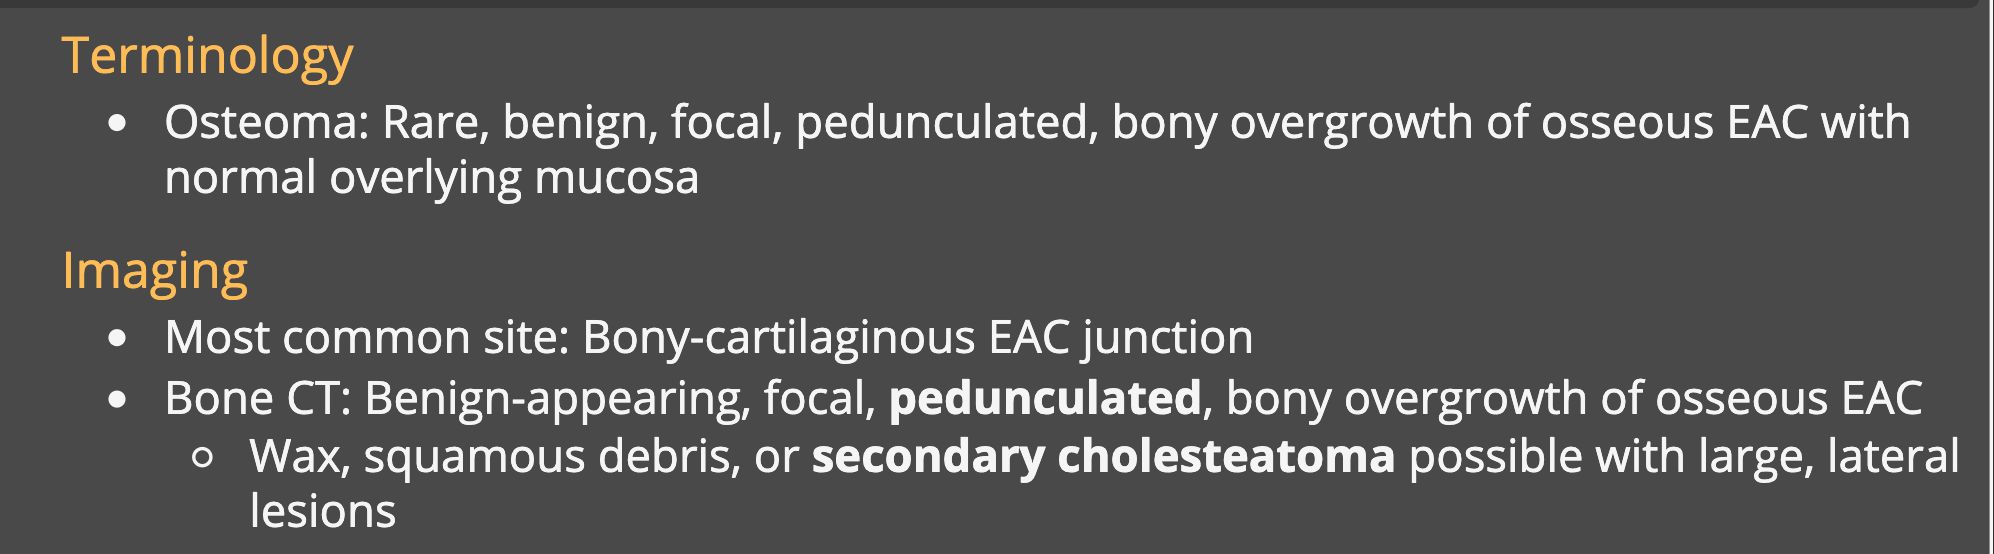 Terminology
• Osteoma: Rare, benign, focal, pedunculated, bony overgrowth of osseous EAC with
normal overlying mucosa
Imaging
• Most common site: Bony-cartilaginous EAC junction
• Bone CT: Benign-appearing, focal, pedunculated, bony overgrowth of osseous EAC
◦ Wax, squamous debris, or secondary cholesteatoma possible with large, lateral
lesions